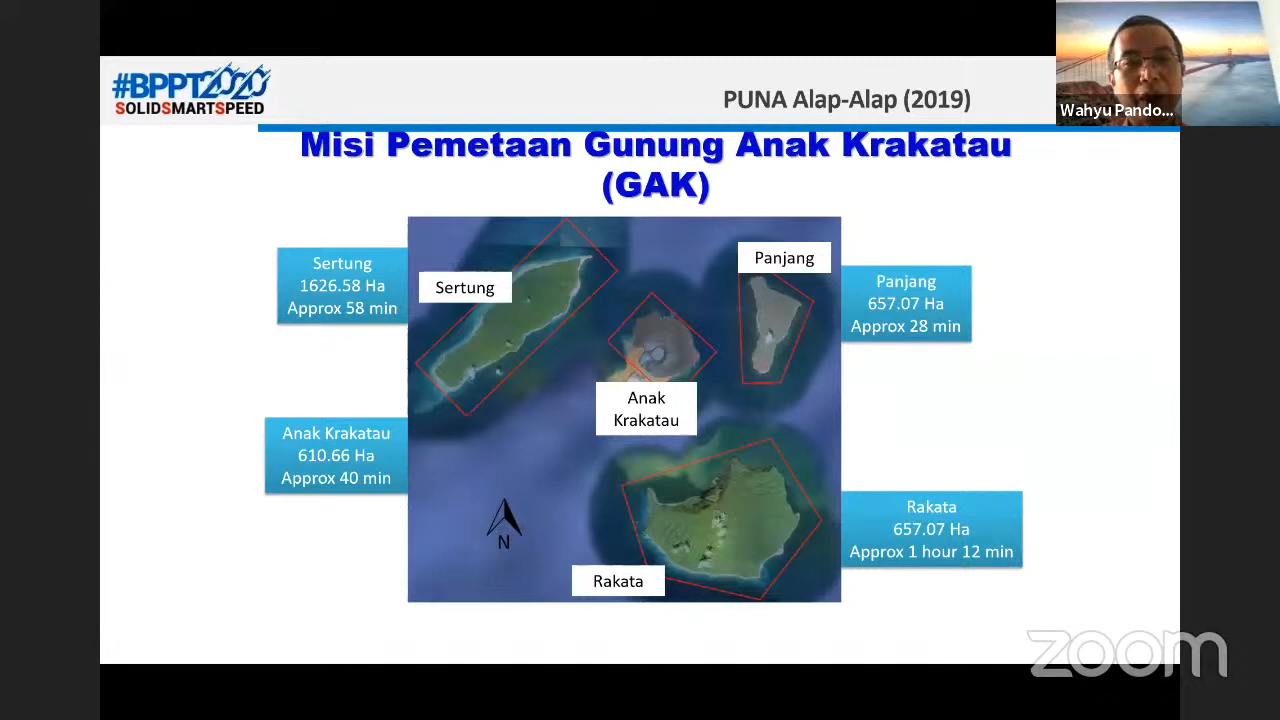 #BPPT2020
SOLIDSMARTSPEED
PUNA Alap-Alap (2019)
Wahyu Pando...
Misi Pemetaan Gunung Anak Krakatau
(GAK)
Sertung
1626.58 Ha
Approx 58 min
Sertung
Panjang
Panjang
657.07 Ha
Approx 28 min
Anak
Krakatau
Anak Krakatau
610.66 Ha
Approx 40 min
N
Rakata
Rakata
657.07 Ha
Approx 1 hour 12 min
zoom